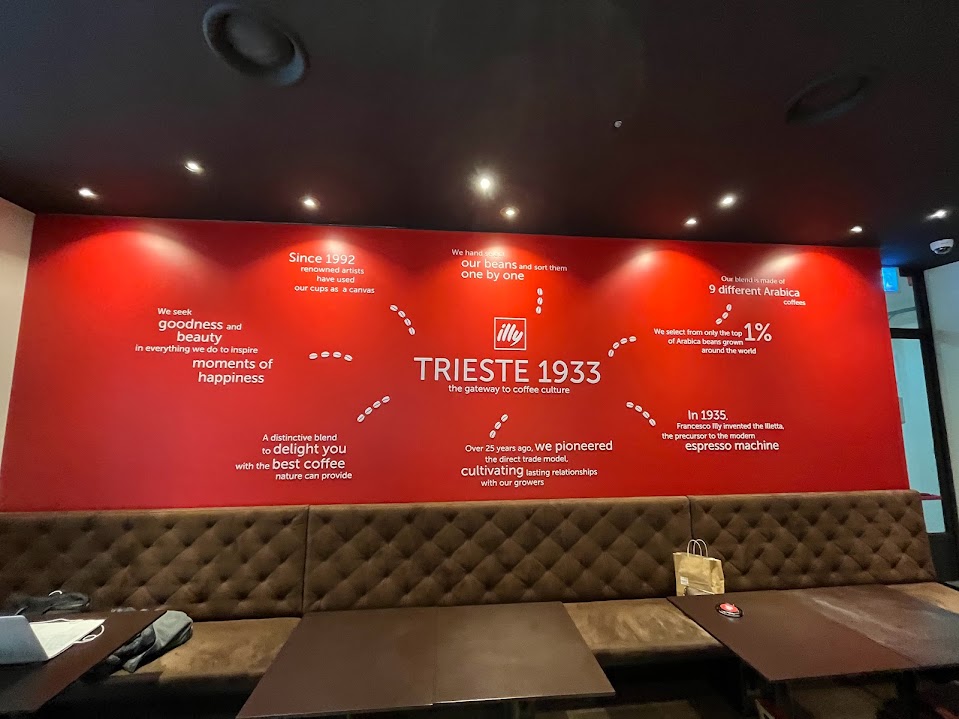 Since 1992
renowned artists
have used
our cups as a canvas
We hand
our beans and sort them
one by one
Our blend is made of
9 different Arabica
coffees
We seek
goodness and
beauty
in everything we do to inspire
moments of
happiness
illy
TRIESTE 1933
the gateway to coffee culture
We select from only the top 1%
of Arabica beans grown
around the world
A distinctive blend
to delight you
with the best coffee
nature can provide
Over 25 years ago, we pioneered
the direct trade model,
cultivating lasting relationships
with our growers
In 1935,
Francesco Illy invented the Illetta,
the precursor to the modern
espresso machine